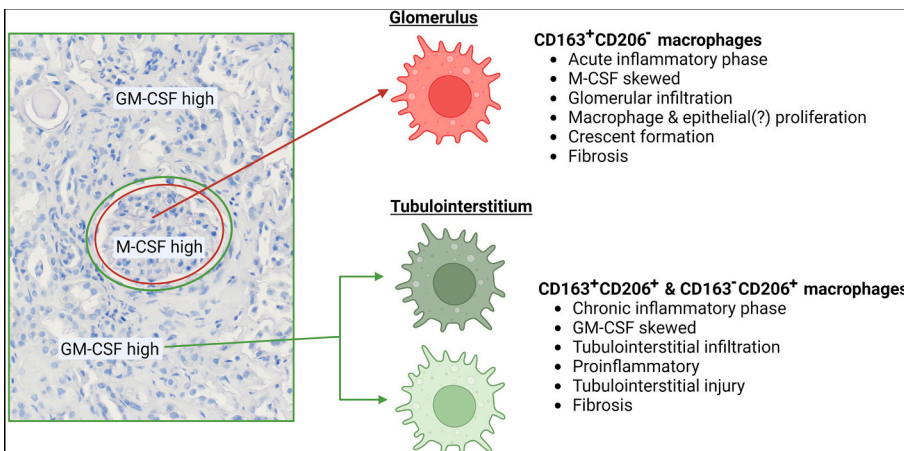 Glomerulus
CD163⁺CD206⁻ macrophages
• Acute inflammatory phase
• M-CSF skewed
• Glomerular infiltration
• Macrophage & epithelial(?) proliferation
• Crescent formation
• Fibrosis
GM-CSF high
M-CSF high
GM-CSF high
Tubulointerstitium
CD163⁺CD206⁺ & CD163⁻CD206⁺ macrophages
• Chronic inflammatory phase
• GM-CSF skewed
• Tubulointerstitial infiltration
• Proinflammatory
• Tubulointerstitial injury
• Fibrosis